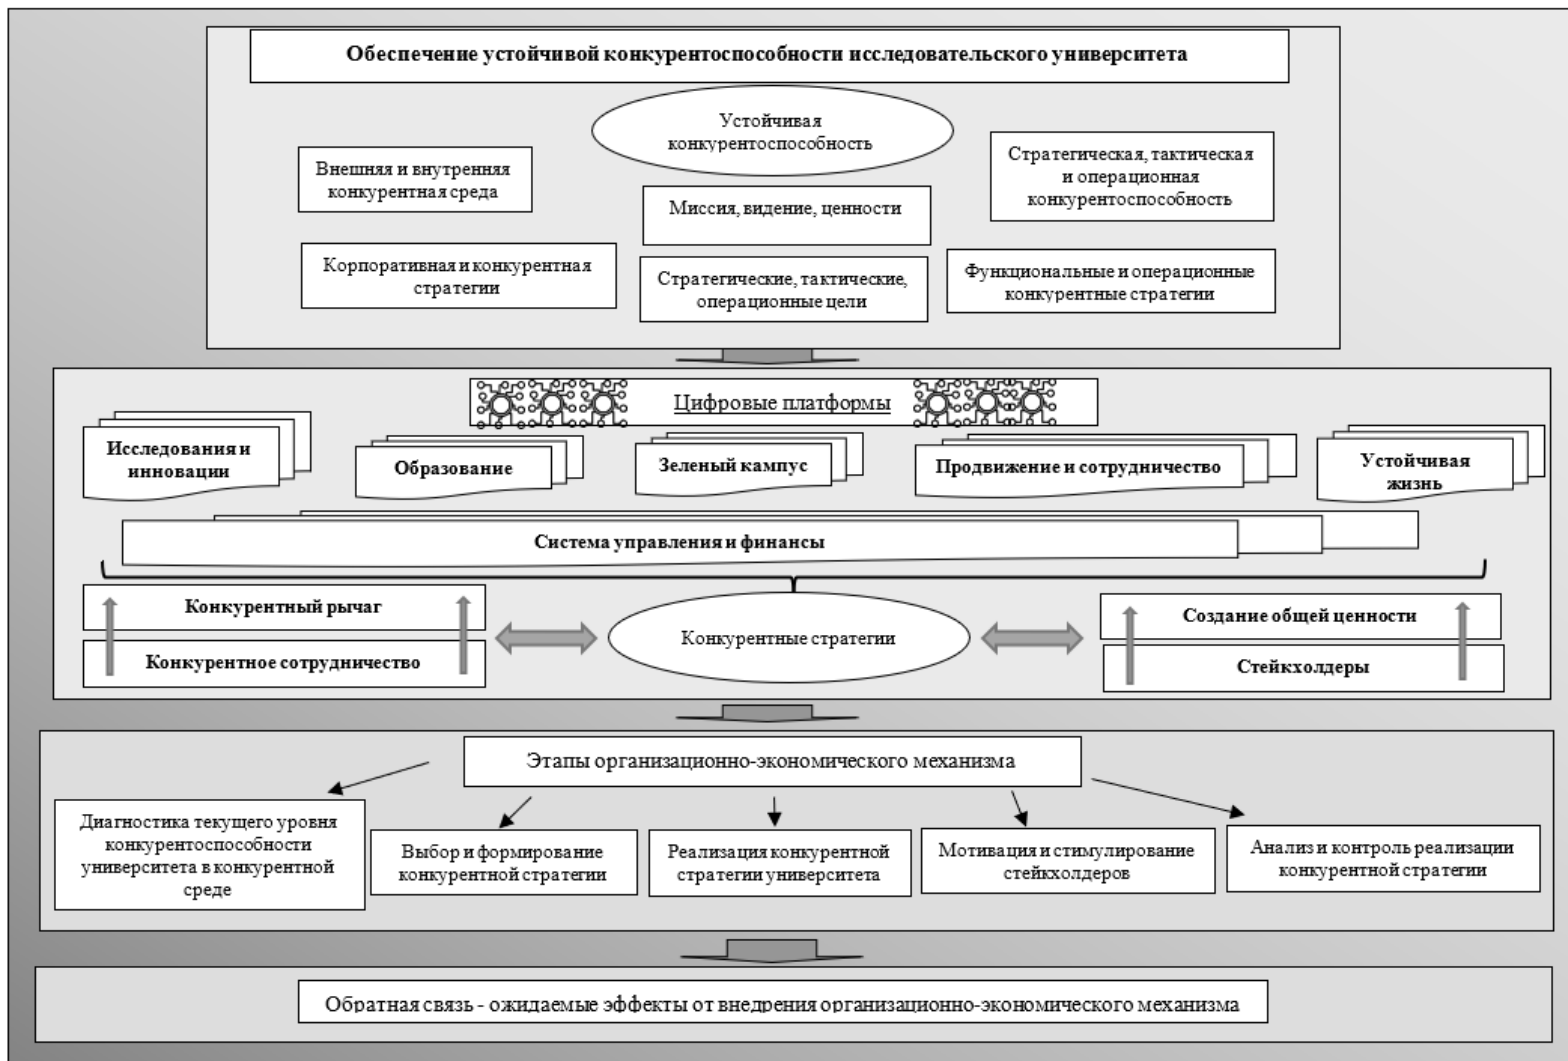 Обеспечение устойчивой конкурентоспособности исследовательского университета
Устойчивая
конкурентоспособность
Внешняя и внутренняя
конкурентная среда
Миссия, видение, ценности
Стратегическая, тактическая
и операционная
конкурентоспособность
Корпоративная и конкурентная
стратегии
Стратегические, тактические,
операционные цели
Функциональные и операционные
конкурентные стратегии
Цифровые платформы
Исследования и
инновации
Образование
Зеленый кампус
Продвижение и сотрудничество
Устойчивая
жизнь
Система управления и финансы
Конкурентный рычаг
Конкурентное сотрудничество
Конкурентные стратегии
Создание общей ценности
Стейкхолдеры
Этапы организационно-экономического механизма
Диагностика текущего уровня
конкурентоспособности
университета в конкурентной
среде
Выбор и формирование
конкурентной стратегии
Реализация конкурентной
стратегии университета
Мотивация и стимулирование
стейкхолдеров
Анализ и контроль реализации
конкурентной стратегии
Обратная связь - ожидаемые эффекты от внедрения организационно-экономического механизма